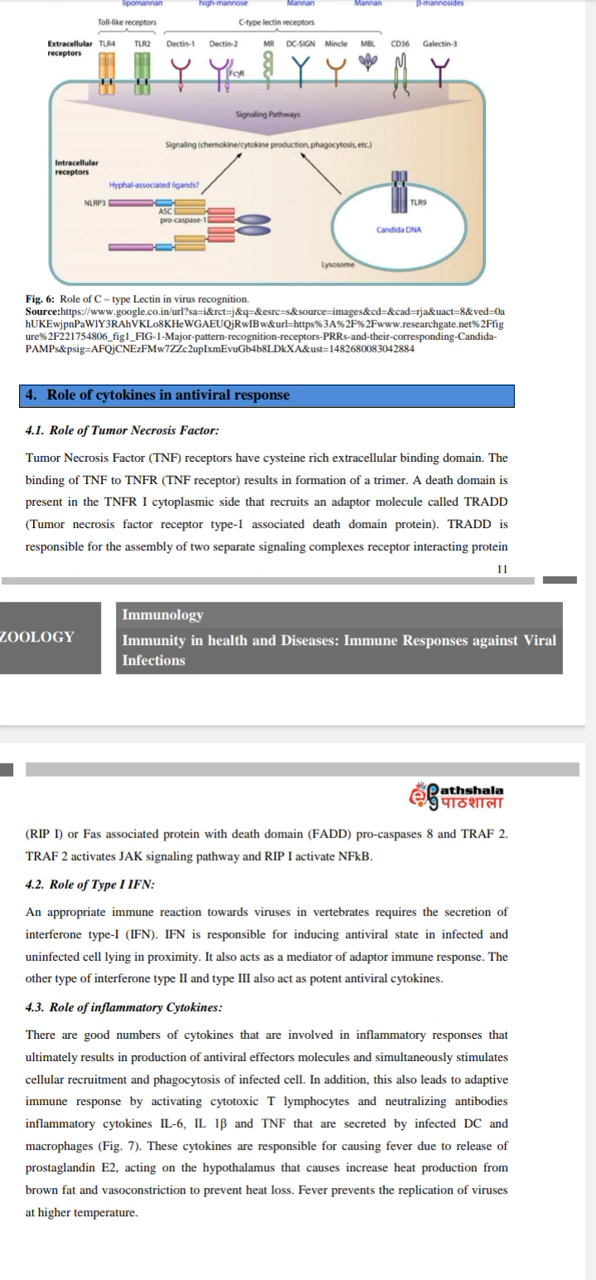 lipomannan high-mannose Mannan Mannan β-mannosides
Toll-like receptors C-type lectin receptors
Extracellular receptors TLR4 TLR2 Dectin-1 Dectin-2 MR DC-SIGN Mincle MBL CD36 Galectin-3
FcγR
Signaling Pathways
Signaling (chemokine/cytokine production, phagocytosis, etc.)
Intracellular
receptors
Hyphal-associated ligands?
NLRP3
ASC
pro-caspase-1
TLR9
Candida DNA
Lysosome
Fig. 6: Role of C – type Lectin in virus recognition.
Source:https://www.google.co.in/url?sa=i&rct=j&q=&esrc=s&source=images&cd=&cad=rja&uact=8&ved=0a
hUKEwjpnPaWlY3RAhVKLo8KHeWGAEUQjRwIBw&url=https%3A%2F%2Fwww.researchgate.net%2Ffig
ure%2F221754806_fig1_FIG-1-Major-pattern-recognition-receptors-PRRs-and-their-corresponding-Candida-
PAMPs&psig=AFQjCNEzFMw7ZZc2upIxmEvuGb4b8LDkXA&ust=1482680083042884
4. Role of cytokines in antiviral response
4.1. Role of Tumor Necrosis Factor:
Tumor Necrosis Factor (TNF) receptors have cysteine rich extracellular binding domain. The
binding of TNF to TNFR (TNF receptor) results in formation of a trimer. A death domain is
present in the TNFR I cytoplasmic side that recruits an adaptor molecule called TRADD
(Tumor necrosis factor receptor type-1 associated death domain protein). TRADD is
responsible for the assembly of two separate signaling complexes receptor interacting protein
11
ZOOLOGY
Immunology
Immunity in health and Diseases: Immune Responses against Viral
Infections
Pathshala
पाठशाला
(RIP I) or Fas associated protein with death domain (FADD) pro-caspases 8 and TRAF 2.
TRAF 2 activates JAK signaling pathway and RIP I activate NFkB.
4.2. Role of Type I IFN:
An appropriate immune reaction towards viruses in vertebrates requires the secretion of
interferone type-I (IFN). IFN is responsible for inducing antiviral state in infected and
uninfected cell lying in proximity. It also acts as a mediator of adaptor immune response. The
other type of interferone type II and type III also act as potent antiviral cytokines.
4.3. Role of inflammatory Cytokines:
There are good numbers of cytokines that are involved in inflammatory responses that
ultimately results in production of antiviral effectors molecules and simultaneously stimulates
cellular recruitment and phagocytosis of infected cell. In addition, this also leads to adaptive
immune response by activating cytotoxic T lymphocytes and neutralizing antibodies
inflammatory cytokines IL-6, IL 1β and TNF that are secreted by infected DC and
macrophages (Fig. 7). These cytokines are responsible for causing fever due to release of
prostaglandin E2, acting on the hypothalamus that causes increase heat production from
brown fat and vasoconstriction to prevent heat loss. Fever prevents the replication of viruses
at higher temperature.